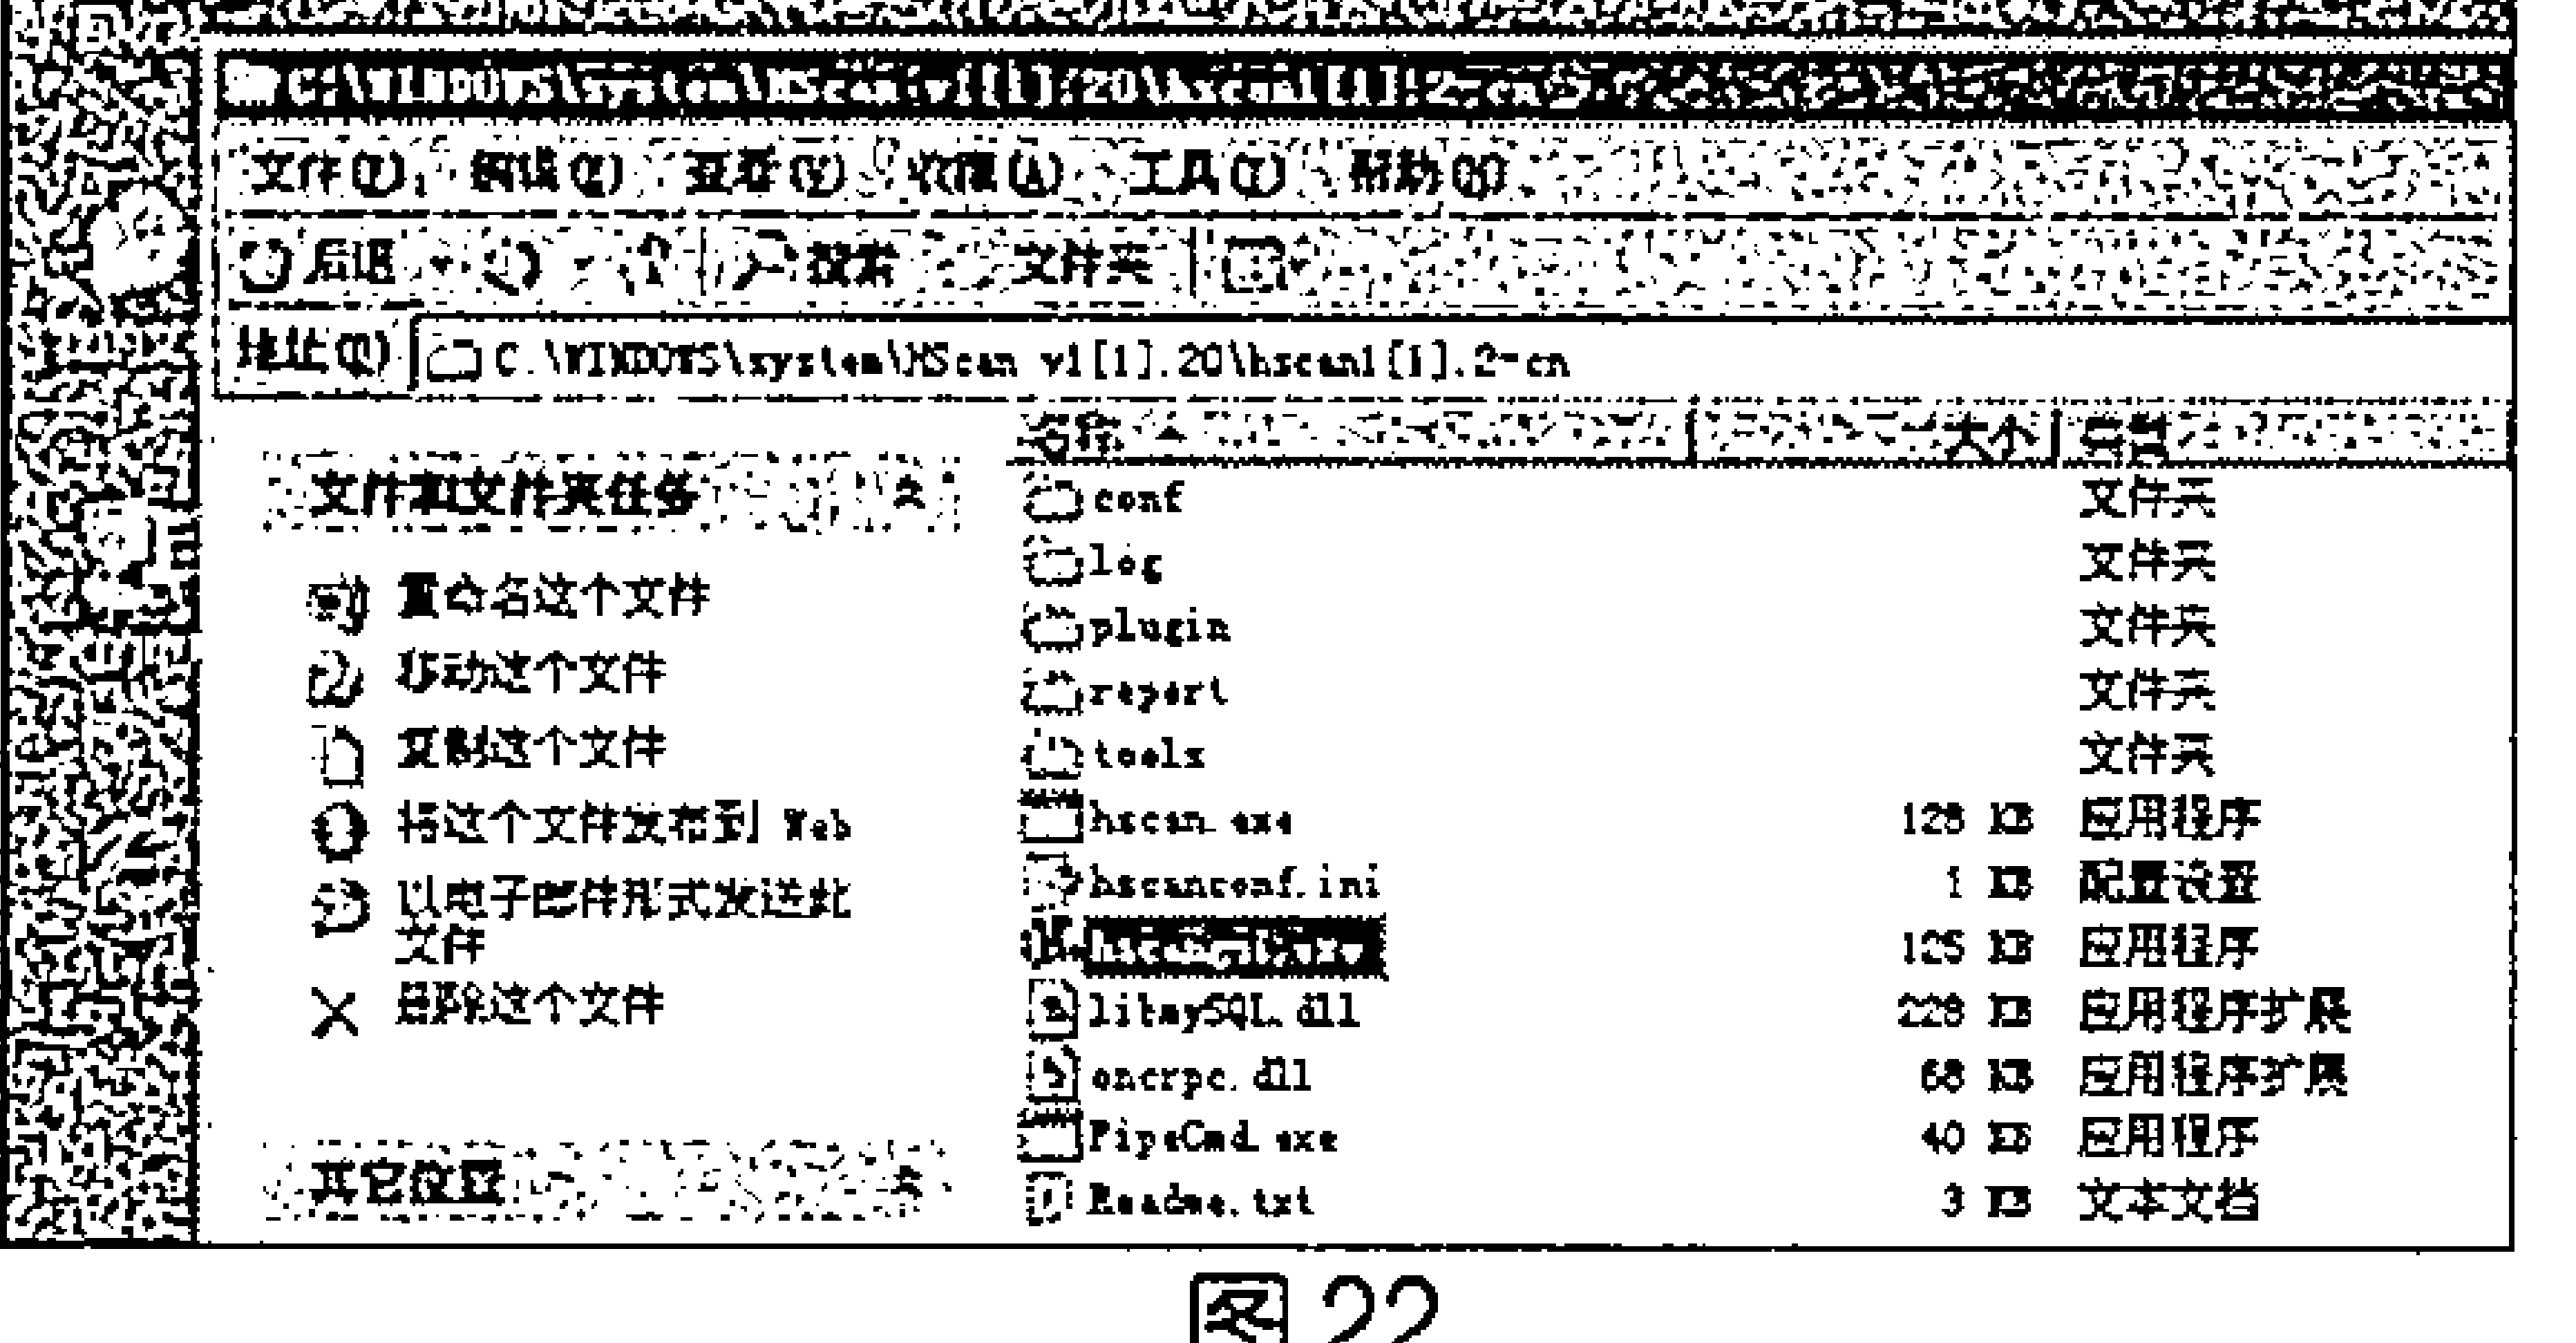 C:\WINDOWS\system\HScan v1[1].20\hscan1[1].2-cn
文件(F) 编辑(E) 查看(V) 收藏(A) 工具(T) 帮助(H)
后退 搜索 文件夹
地址(D) C:\WINDOWS\system\HScan v1[1].20\hscan1[1].2-cn
名称 大小 类型
文件和文件夹任务
重命名这个文件
移动这个文件
复制这个文件
将这个文件发布到 Web
以电子邮件形式发送此
文件
删除这个文件
其它位置
conf 文件夹
log 文件夹
plugin 文件夹
report 文件夹
tools 文件夹
hscan.exe 128 KB 应用程序
hscanconf.ini 1 KB 配置设置
125 KB 应用程序
libmySQL.dll 228 KB 应用程序扩展
oncrpc.dll 68 KB 应用程序扩展
PipeCmd.exe 40 KB 应用程序
Readme.txt 3 KB 文本文档
图 22